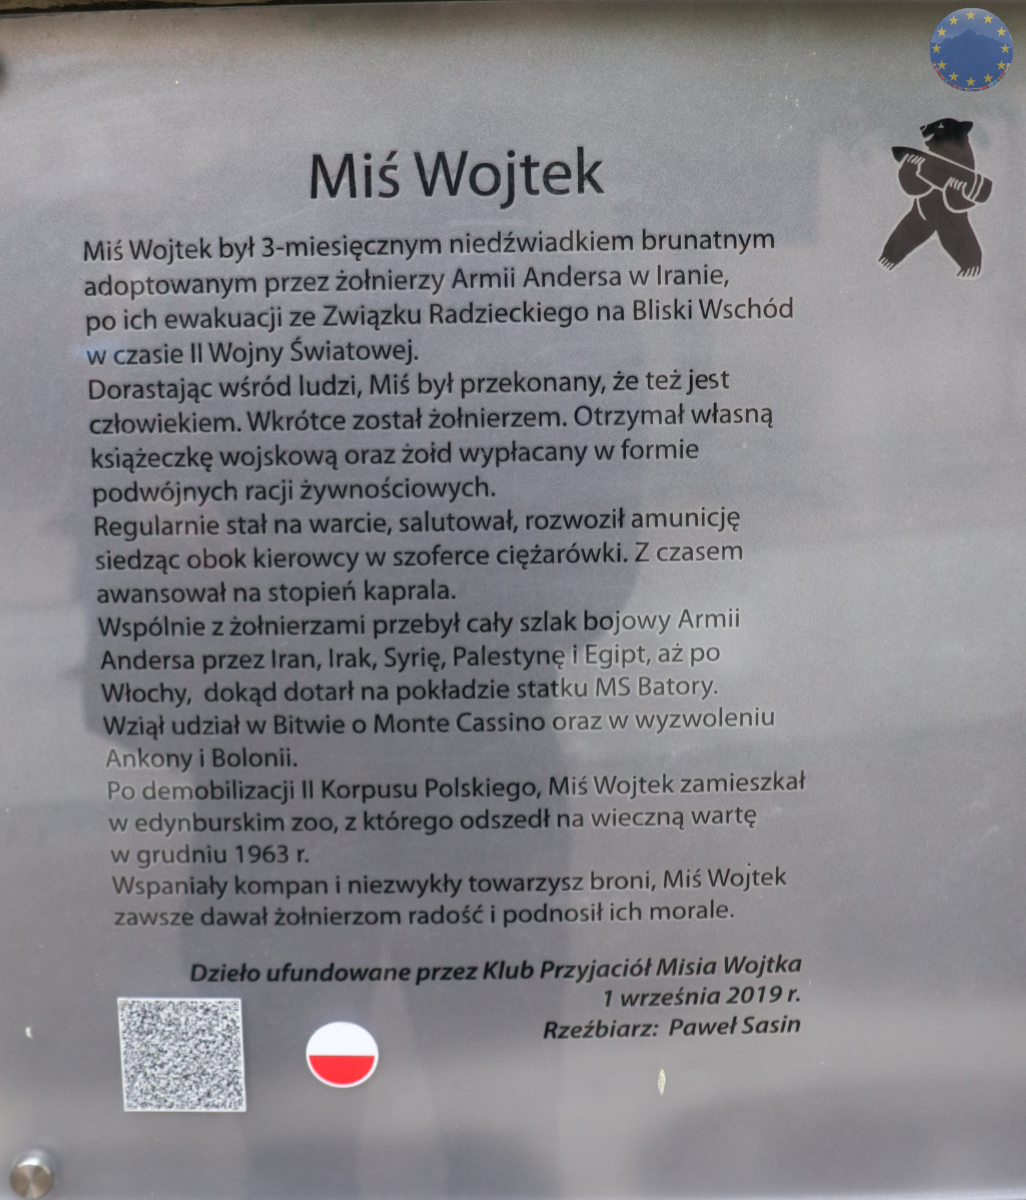 Miś Wojtek
Miś Wojtek był 3-miesięcznym niedźwiadkiem brunatnym
adoptowanym przez żołnierzy Armii Andersa w Iranie,
po ich ewakuacji ze Związku Radzieckiego na Bliski Wschód
w czasie II Wojny Światowej.
Dorastając wśród ludzi, Miś był przekonany, że też jest
człowiekiem. Wkrótce został żołnierzem. Otrzymał własną
książeczkę wojskową oraz żołd wypłacany w formie
podwójnych racji żywnościowych.
Regularnie stał na warcie, salutował, rozwoził amunicję
siedząc obok kierowcy w szoferce ciężarówki. Z czasem
awansował na stopień kaprala.
Wspólnie z żołnierzami przebył cały szlak bojowy Armii
Andersa przez Iran, Irak, Syrię, Palestynę i Egipt, aż po
Włochy, dokąd dotarł na pokładzie statku MS Batory.
Wziął udział w Bitwie o Monte Cassino oraz w wyzwoleniu
Ankony i Bolonii.
Po demobilizacji II Korpusu Polskiego, Miś Wojtek zamieszkał
w edynburskim zoo, z którego odszedł na wieczną wartę
w grudniu 1963 r.
Wspaniały kompan i niezwykły towarzysz broni, Miś Wojtek
zawsze dawał żołnierzom radość i podnosił ich morale.
Dzieło ufundowane przez Klub Przyjaciół Misia Wojtka
1 września 2019 r.
Rzeźbiarz: Paweł Sasin